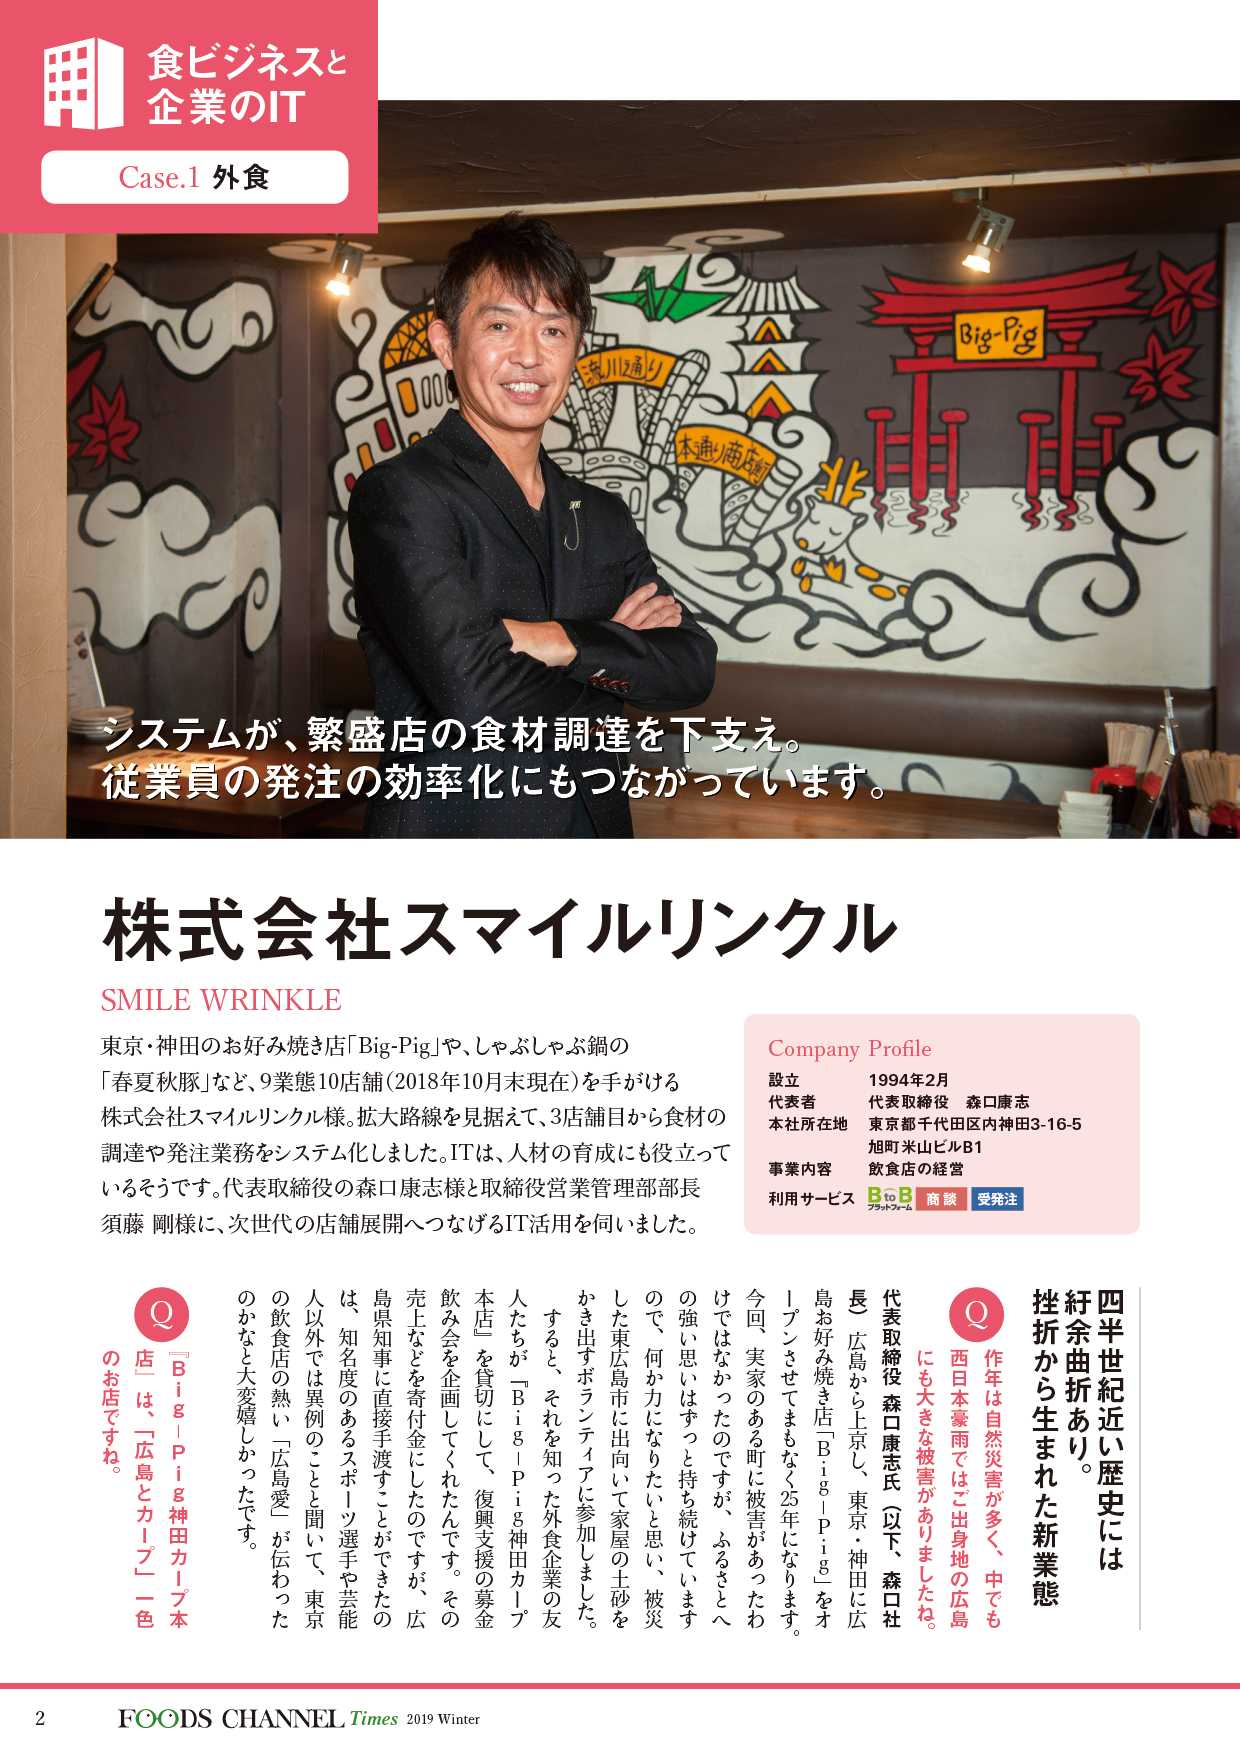 食ビジネスと
企業のIT
Case.1 外食
Big-Pig
流川通り
本通り商店街
システムが、繁盛店の食材調達を下支え。
従業員の発注の効率化にもつながっています。
株式会社スマイルリンクル
SMILE WRINKLE
東京・神田のお好み焼き店「Big-Pig」や、しゃぶしゃぶ鍋の
「春夏秋豚」など、9業態10店舗（2018年10月末現在）を手がける
株式会社スマイルリンクル様。拡大路線を見据えて、3店舗目から食材の
調達や発注業務をシステム化しました。ITは、人材の育成にも役立って
いるそうです。代表取締役の森口康志様と取締役営業管理部部長
須藤 剛様に、次世代の店舗展開へつなげるIT活用を伺いました。
Company Profile
設立 1994年2月
代表者 代表取締役 森口康志
本社所在地 東京都千代田区内神田3-16-5
旭町米山ビルB1
事業内容 飲食店の経営
利用サービス BtoB プラットフォーム 商談 受発注
四半世紀近い歴史には
紆余曲折あり。
挫折から生まれた新業態
Q
作年は自然災害が多く、中でも
西日本豪雨ではご出身地の広島
にも大きな被害がありましたね。
代表取締役 森口康志氏（以下、森口社
長） 広島から上京し、東京・神田に広
島お好み焼き店「Big-Pig」をオ
ープンさせてまもなく25年になります。
今回、実家のある町に被害があったわ
けではなかったのですが、ふるさとへ
の強い思いはずっと持ち続けています
ので、何か力になりたいと思い、被災
した東広島市に出向いて家屋の土砂を
かき出すボランティアに参加しました。
すると、それを知った外食企業の友
人たちが『Big-Pig神田カープ
本店』を貸切にして、復興支援の募金
飲み会を企画してくれたんです。その
売上などを寄付金にしたのですが、広
島県知事に直接手渡すことができたの
は、知名度のあるスポーツ選手や芸能
人以外では異例のことと聞いて、東京
の飲食店の熱い「広島愛」が伝わった
のかなと大変嬉しかったです。
Q
『Big-Pig神田カープ本
店』は、「広島とカープ」一色
のお店ですね。
2
FOODS CHANNEL Times 2019 Winter